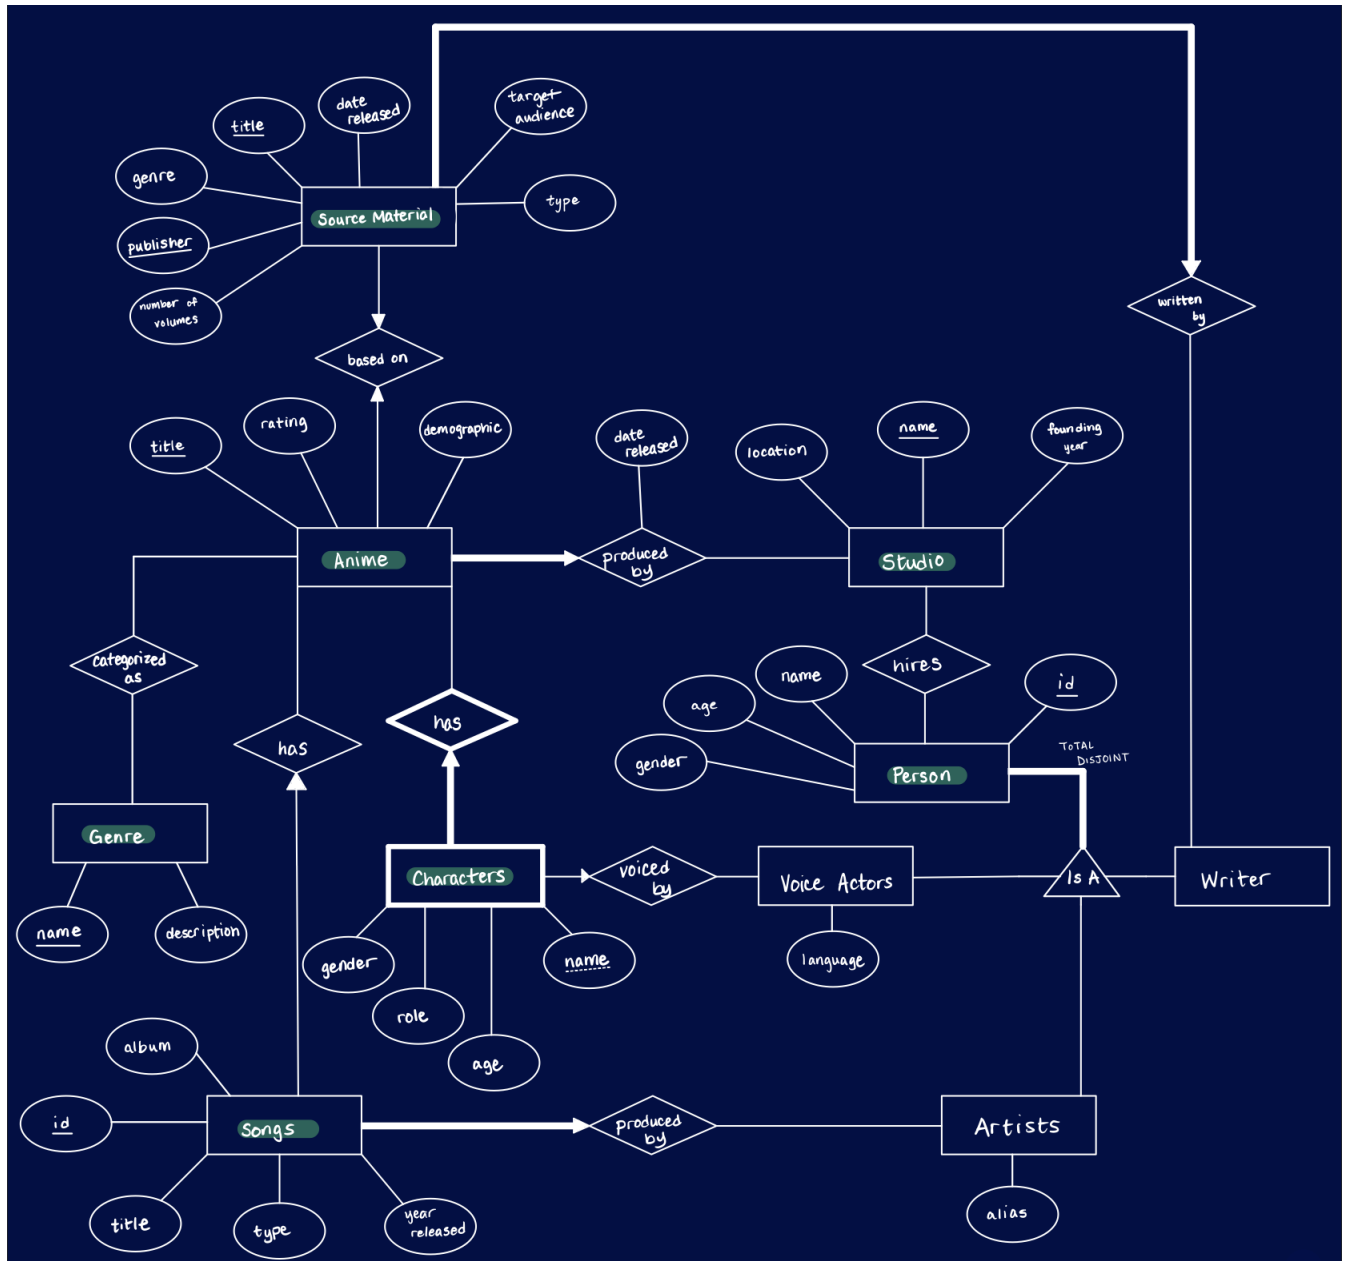 date
released
target
audience
title
genre
type
Source Material
publisher
number of
volumes
written
by
based on
title
rating
demographic
date
released
location
name
founding
year
Anime
produced
by
Studio
categorized
as
has
has
hires
name
id
age
gender
Person
TOTAL
DISJOINT
Genre
name
description
Characters
voiced
by
Voice Actors
Is A
Writer
gender
role
age
name
language
album
id
Songs
produced
by
Artists
title
type
year
released
alias